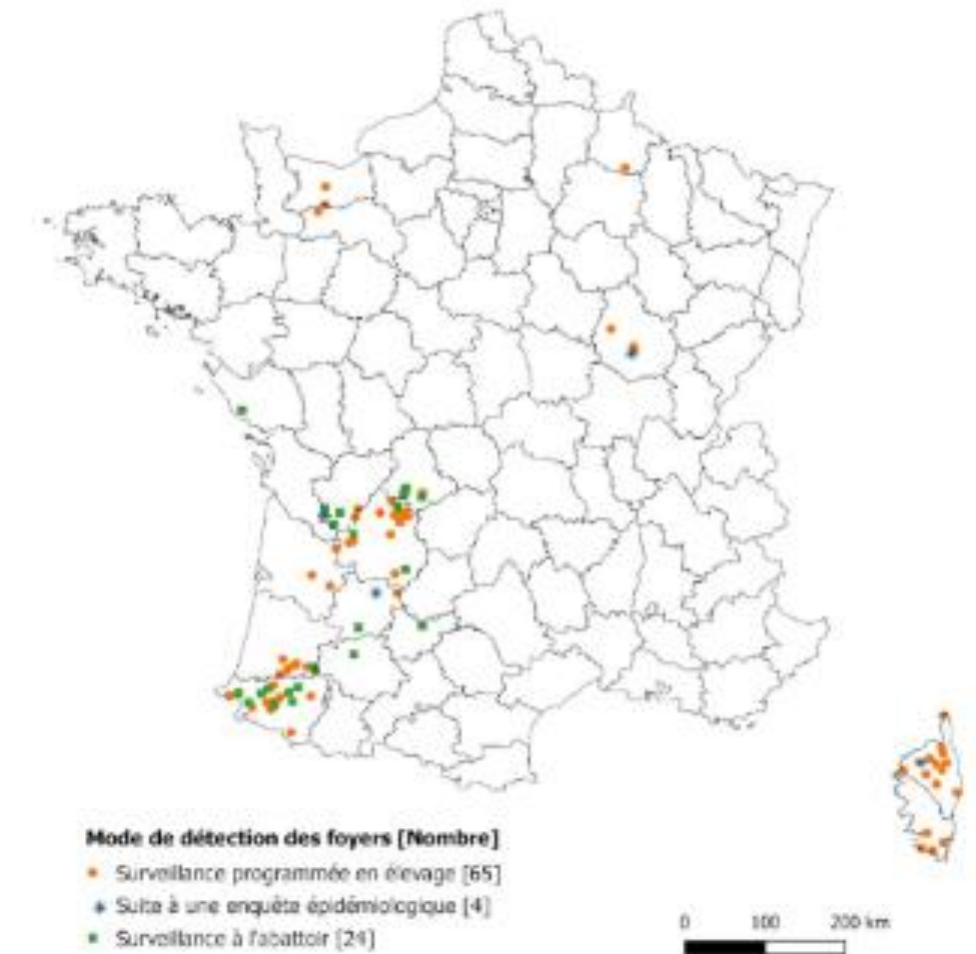 Mode de détection des foyers [Nombre]
Surveillance programmée en élevage [65]
Suite à une enquête épidémiologique [4]
Surveillance à l'abattoir [24]
0 100 200 km